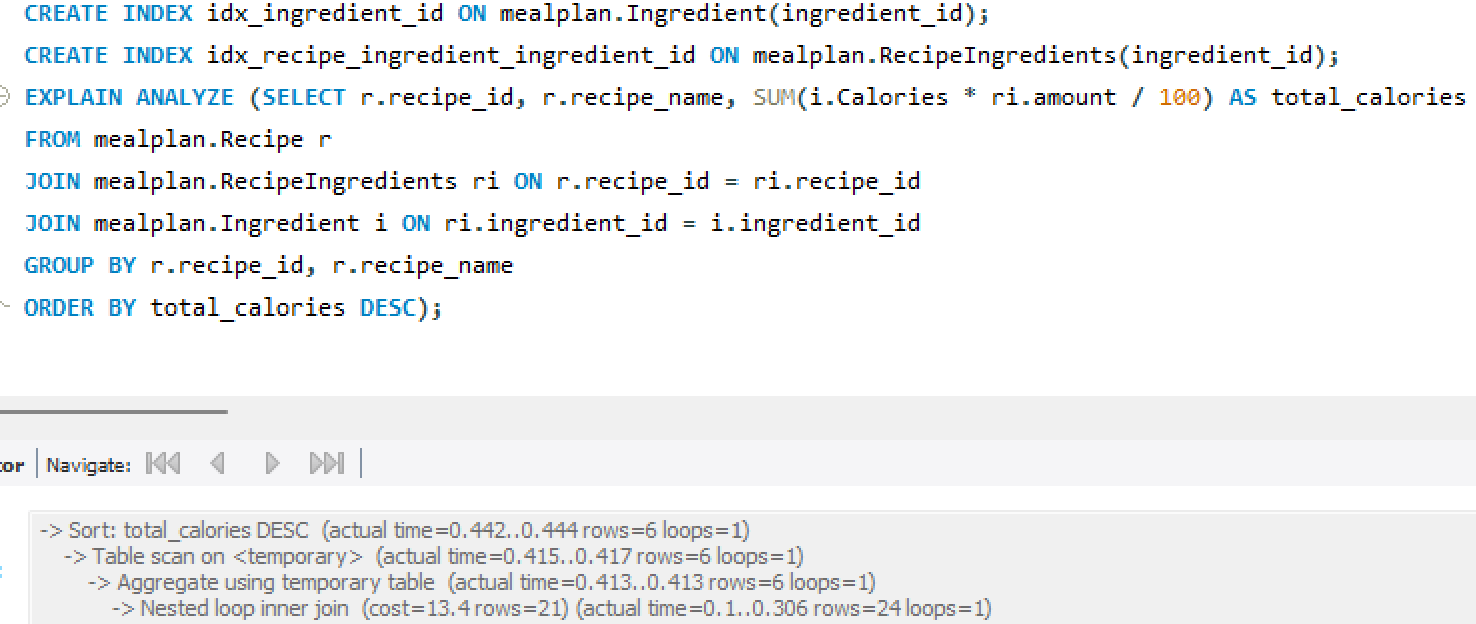 CREATE INDEX idx_ingredient_id ON mealplan.Ingredient(ingredient_id);
CREATE INDEX idx_recipe_ingredient_ingredient_id ON mealplan.RecipeIngredients(ingredient_id);
EXPLAIN ANALYZE (SELECT r.recipe_id, r.recipe_name, SUM(i.Calories * ri.amount / 100) AS total_calories
FROM mealplan.Recipe r
JOIN mealplan.RecipeIngredients ri ON r.recipe_id = ri.recipe_id
JOIN mealplan.Ingredient i ON ri.ingredient_id = i.ingredient_id
GROUP BY r.recipe_id, r.recipe_name
ORDER BY total_calories DESC);
tor Navigate:
-> Sort: total_calories DESC (actual time=0.442..0.444 rows=6 loops=1)
-> Table scan on <temporary> (actual time=0.415..0.417 rows=6 loops=1)
-> Aggregate using temporary table (actual time=0.413..0.413 rows=6 loops=1)
-> Nested loop inner join (cost=13.4 rows=21) (actual time=0.1..0.306 rows=24 loops=1)